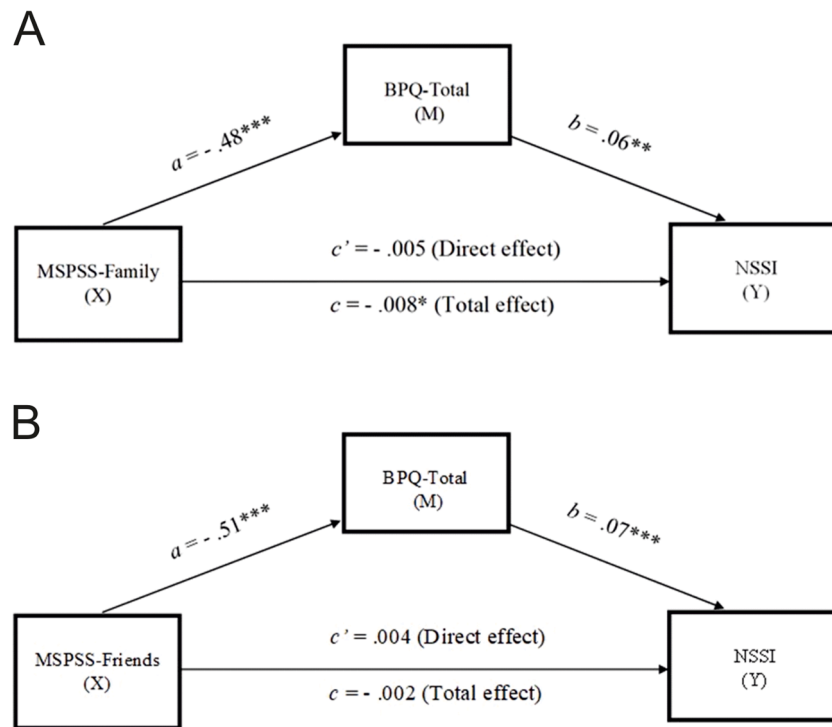 A
BPQ-Total
(M)
a = - .48***
b = .06**
MSPSS-Family
(X)
c’ = - .005 (Direct effect)
c = - .008* (Total effect)
NSSI
(Y)
B
BPQ-Total
(M)
a = - .51***
b = .07***
MSPSS-Friends
(X)
c’ = .004 (Direct effect)
c = - .002 (Total effect)
NSSI
(Y)